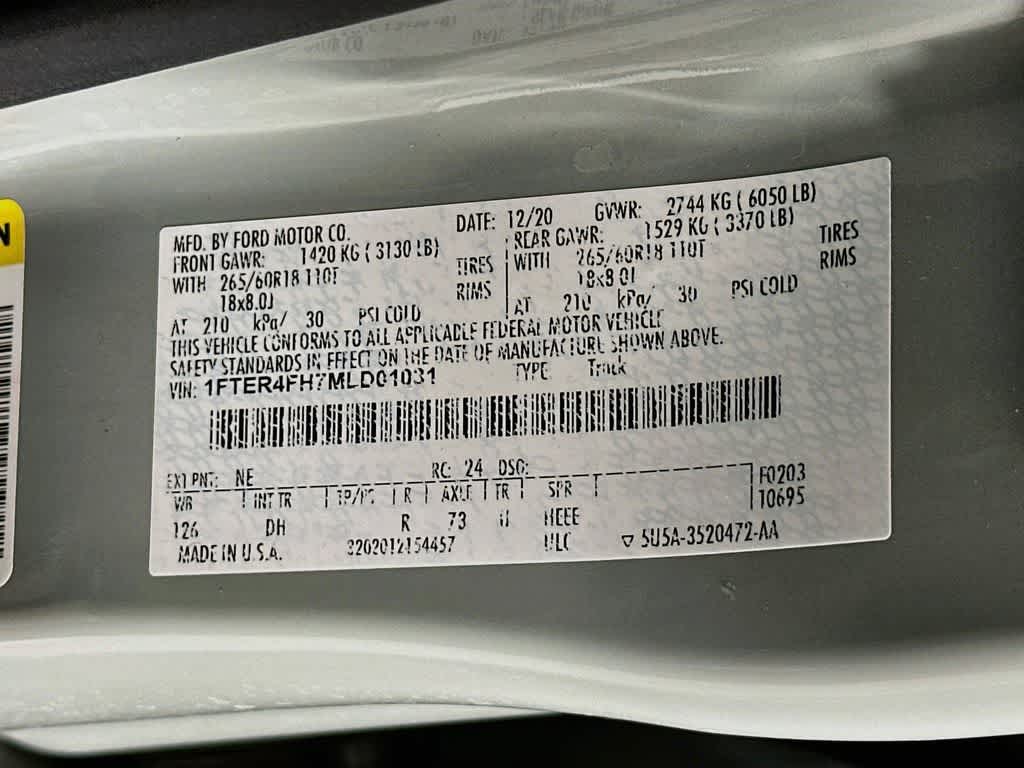 N
MFD. BY FORD MOTOR CO. DATE: 12/20 GVWR: 2744 KG ( 6050 LB)
FRONT GAWR: 1420 KG ( 3130 LB) REAR GAWR: 1529 KG ( 3370 LB)
WITH 265/60R18 110T TIRES WITH 265/60R18 110T TIRES
18x8.0J RIMS 18x8.0J RIMS
AT 210 kPa/ 30 PSI COLD AT 210 kPa/ 30 PSI COLD
THIS VEHICLE CONFORMS TO ALL APPLICABLE FEDERAL MOTOR VEHICLE
SAFETY STANDARDS IN EFFECT ON THE DATE OF MANUFACTURE SHOWN ABOVE.
VIN: 1FTER4FH7MLD01031 TYPE: Truck
EXT PNT: NE RC: 24 DSO:
WB INT TR TP/PS R AXLE TR SPR F0203
126 DH R 73 HEEE 10695
MADE IN U.S.A. 3202012154457 ULC 5U5A-3520472-AA